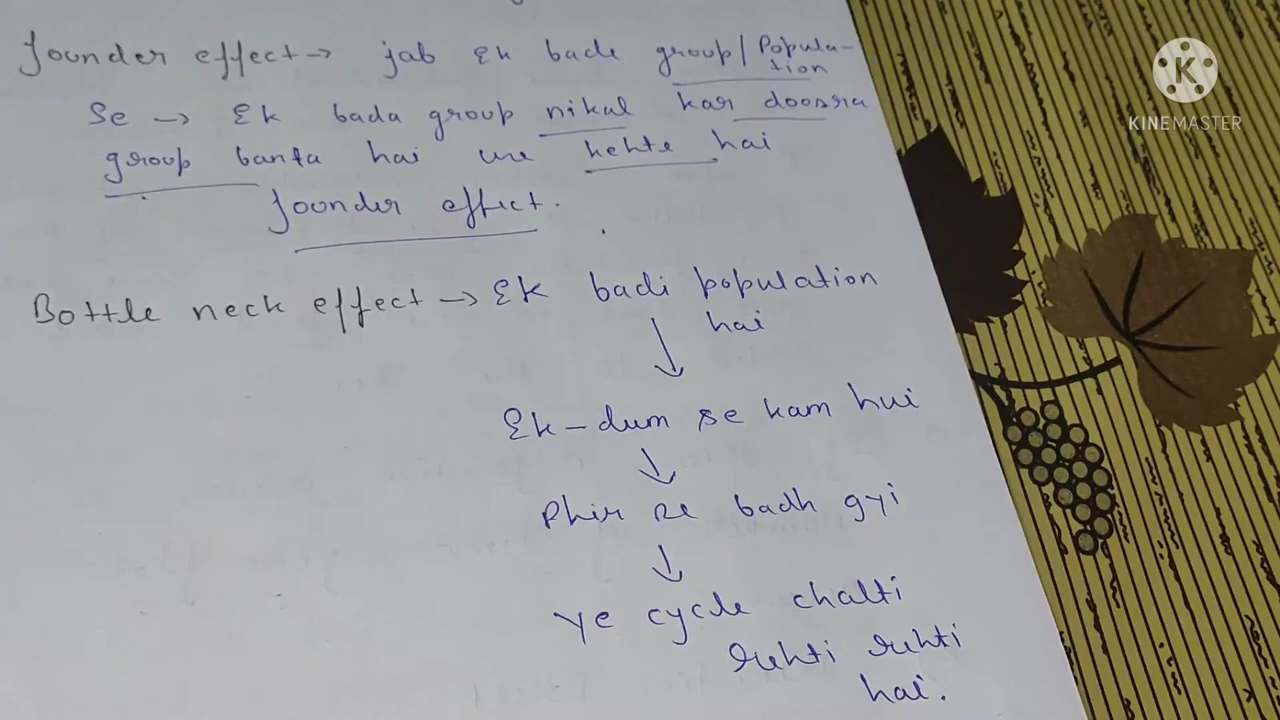 founder effect → jab Ek bade group/Popula-
tion
Se → Ek bada group nikal kar doosra
group banta hai use kehte hai
founder effect.
Bottle neck effect → Ek badi population
hai
↓
Ek-dum se kam hui
↓
Phir se badh gyi
↓
Ye cycle chalti
rehti rehti
hai.
K
KINEMASTER